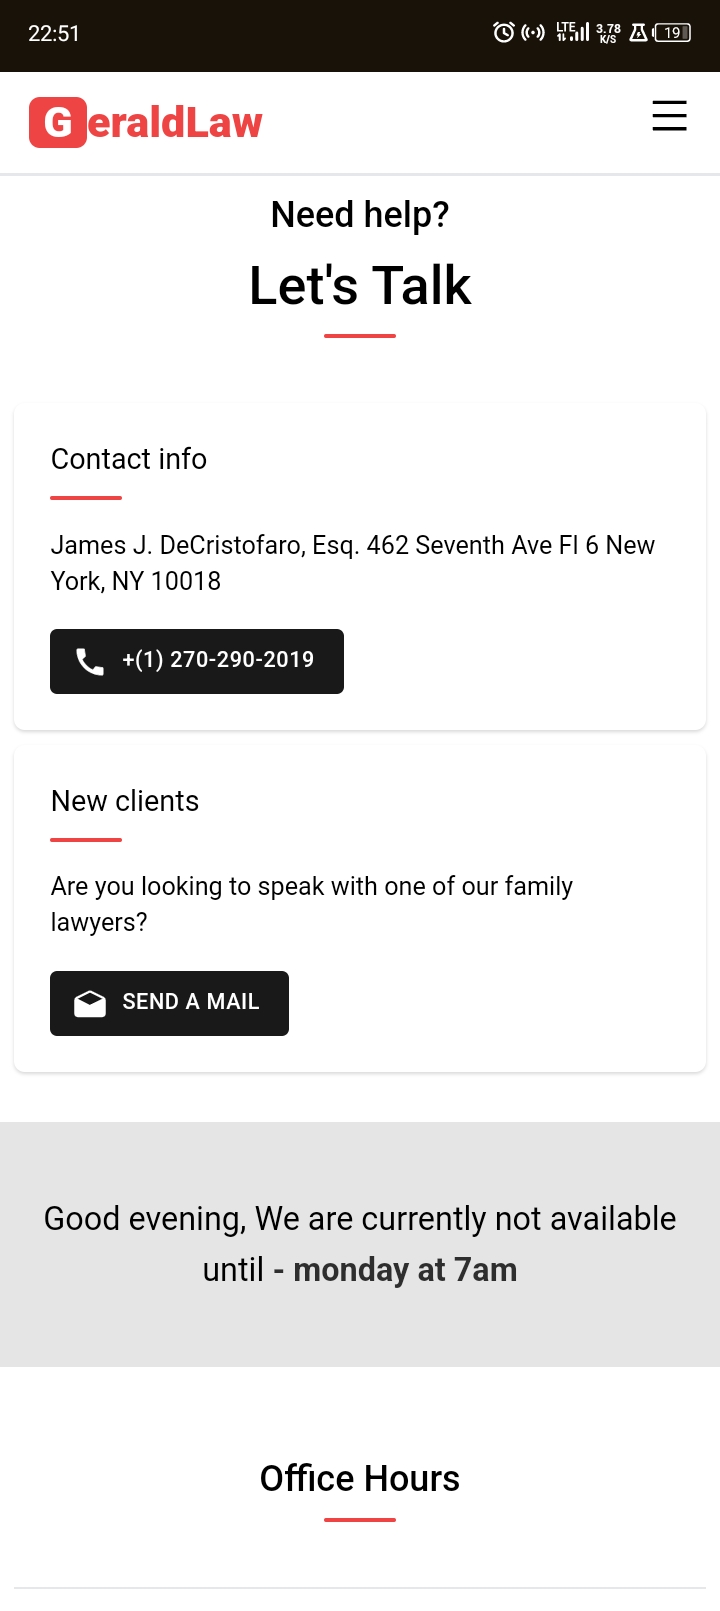 22:51
LTE 3.78 K/S 19
GeraldLaw
Need help?
Let's Talk
Contact info
James J. DeCristofaro, Esq. 462 Seventh Ave Fl 6 New
York, NY 10018
+(1) 270-290-2019
New clients
Are you looking to speak with one of our family
lawyers?
SEND A MAIL
Good evening, We are currently not available
until - monday at 7am
Office Hours